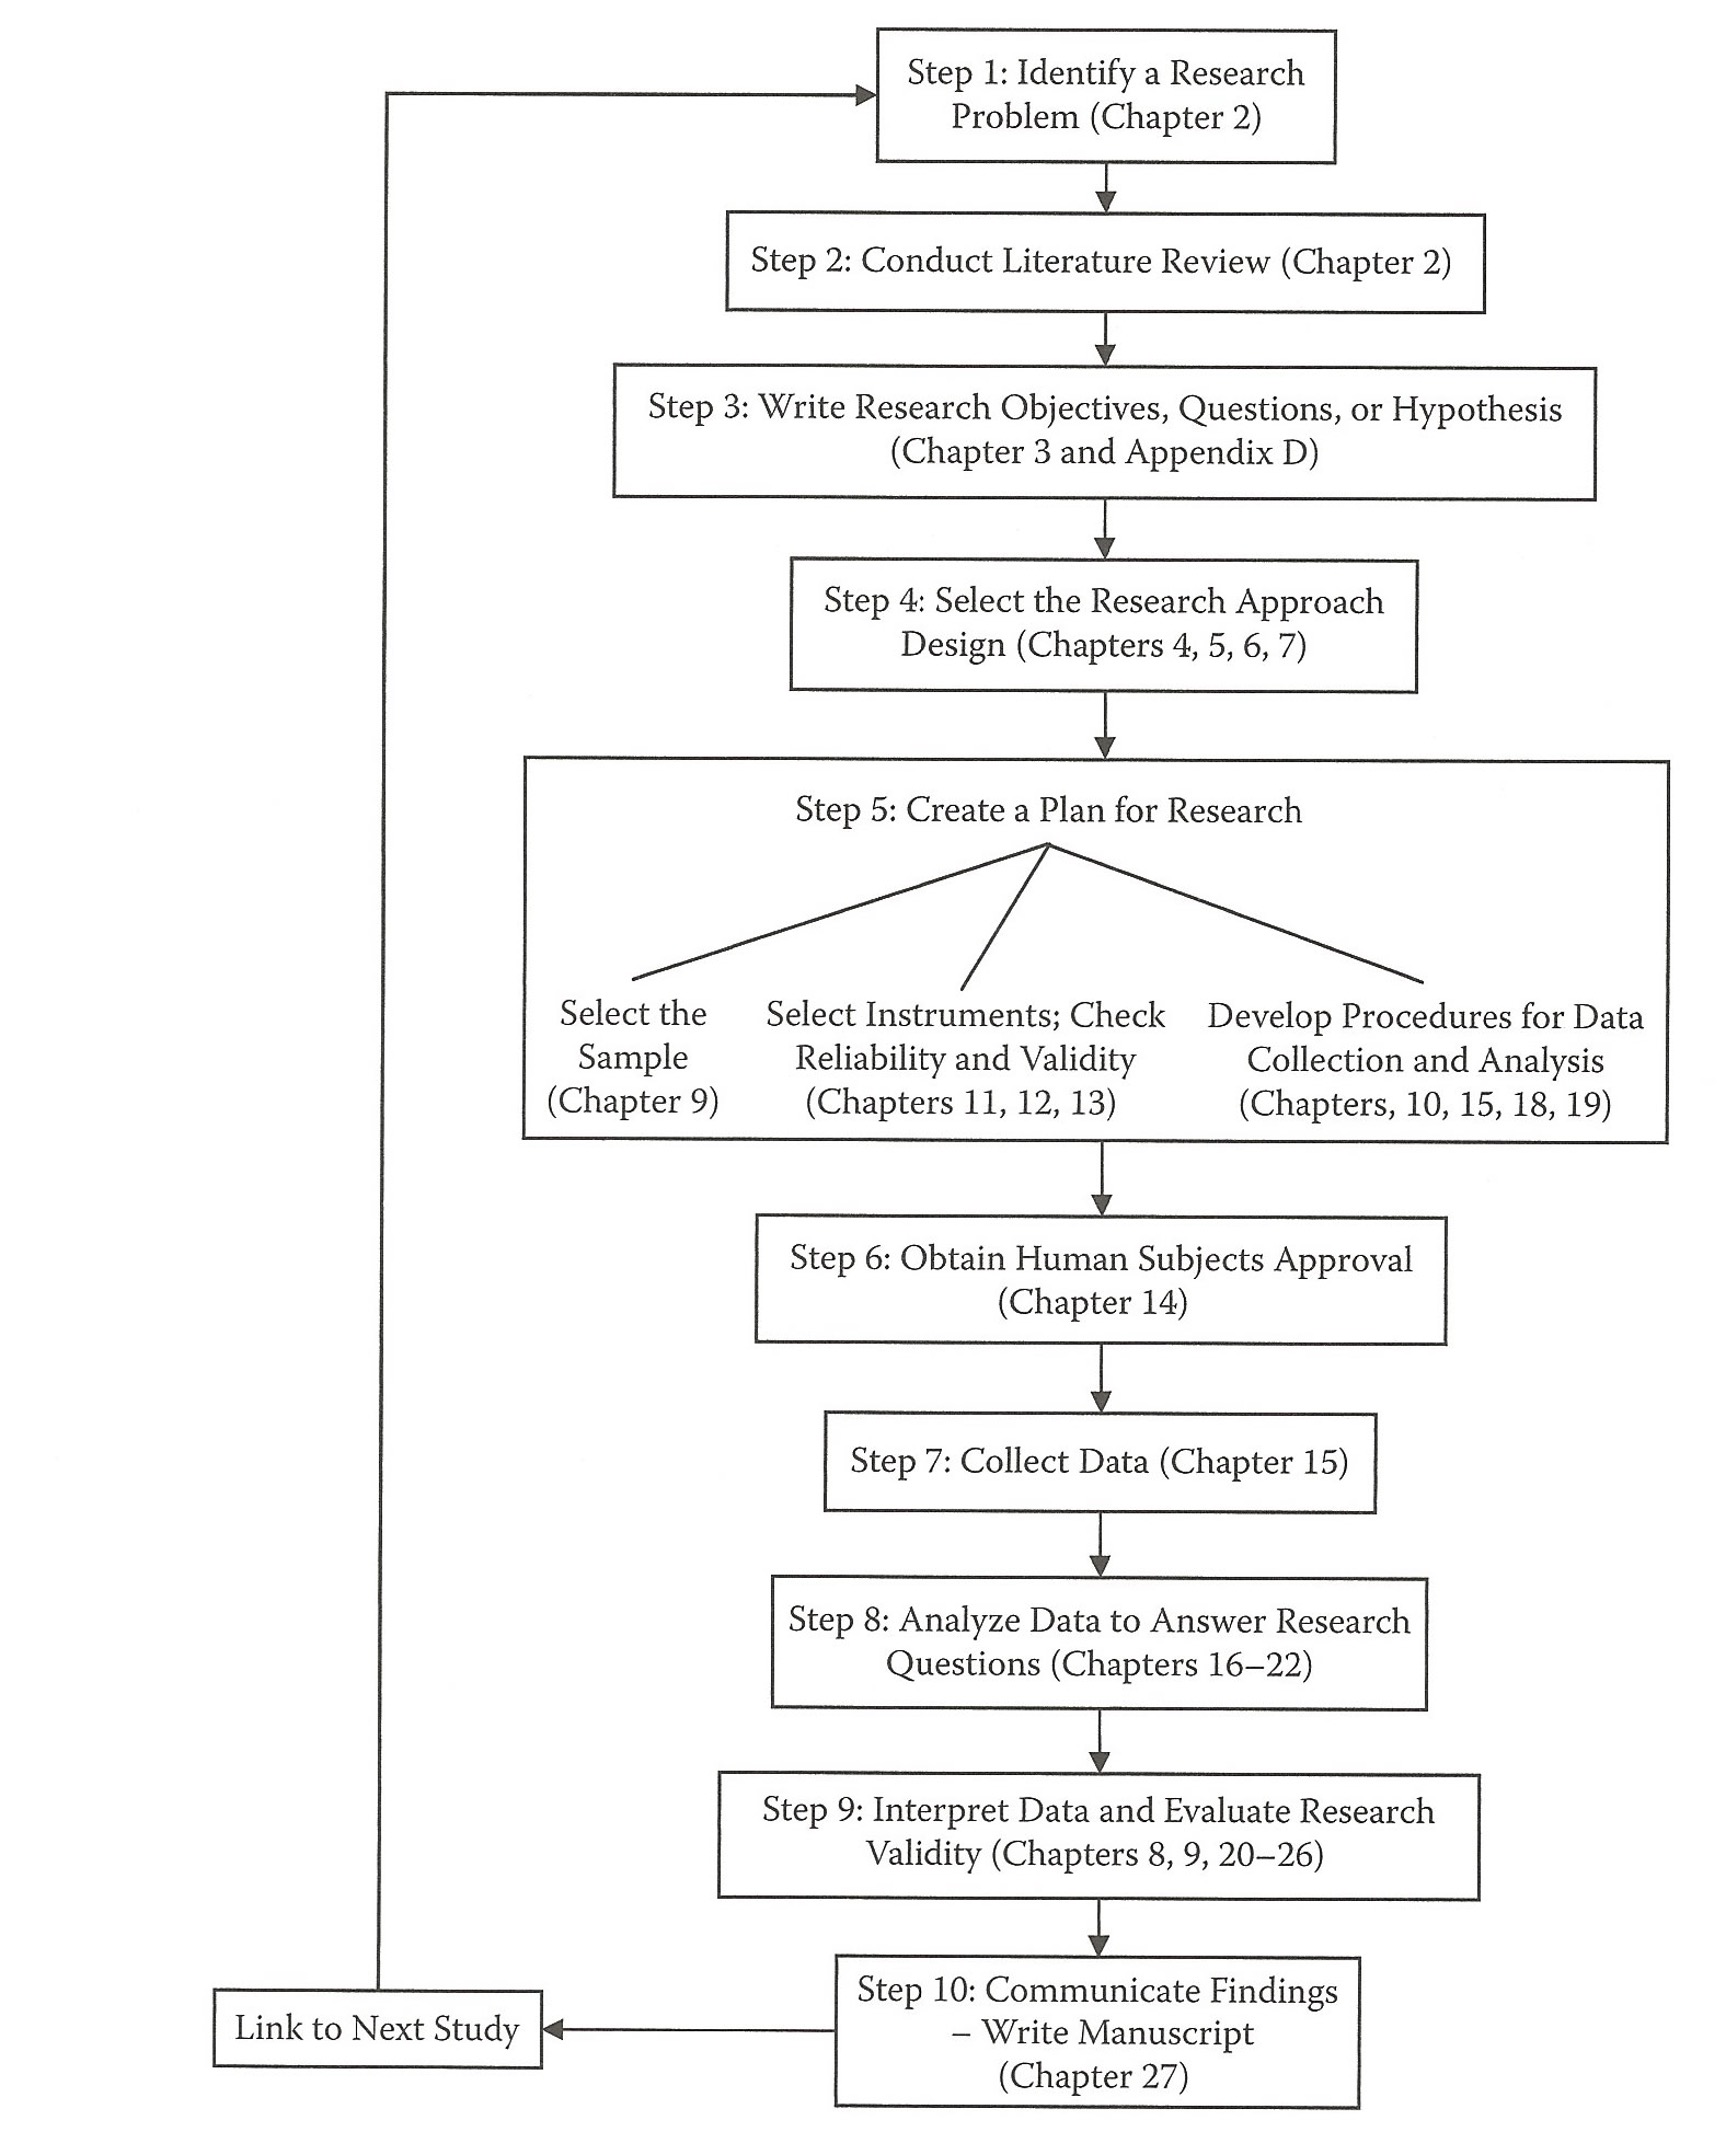 Step 1: Identify a Research
Problem (Chapter 2)
Step 2: Conduct Literature Review (Chapter 2)
Step 3: Write Research Objectives, Questions, or Hypothesis
(Chapter 3 and Appendix D)
Step 4: Select the Research Approach
Design (Chapters 4, 5, 6, 7)
Step 5: Create a Plan for Research
Select the
Sample
(Chapter 9)
Select Instruments; Check
Reliability and Validity
(Chapters 11, 12, 13)
Develop Procedures for Data
Collection and Analysis
(Chapters, 10, 15, 18, 19)
Step 6: Obtain Human Subjects Approval
(Chapter 14)
Step 7: Collect Data (Chapter 15)
Step 8: Analyze Data to Answer Research
Questions (Chapters 16–22)
Step 9: Interpret Data and Evaluate Research
Validity (Chapters 8, 9, 20–26)
Step 10: Communicate Findings
– Write Manuscript
(Chapter 27)
Link to Next Study